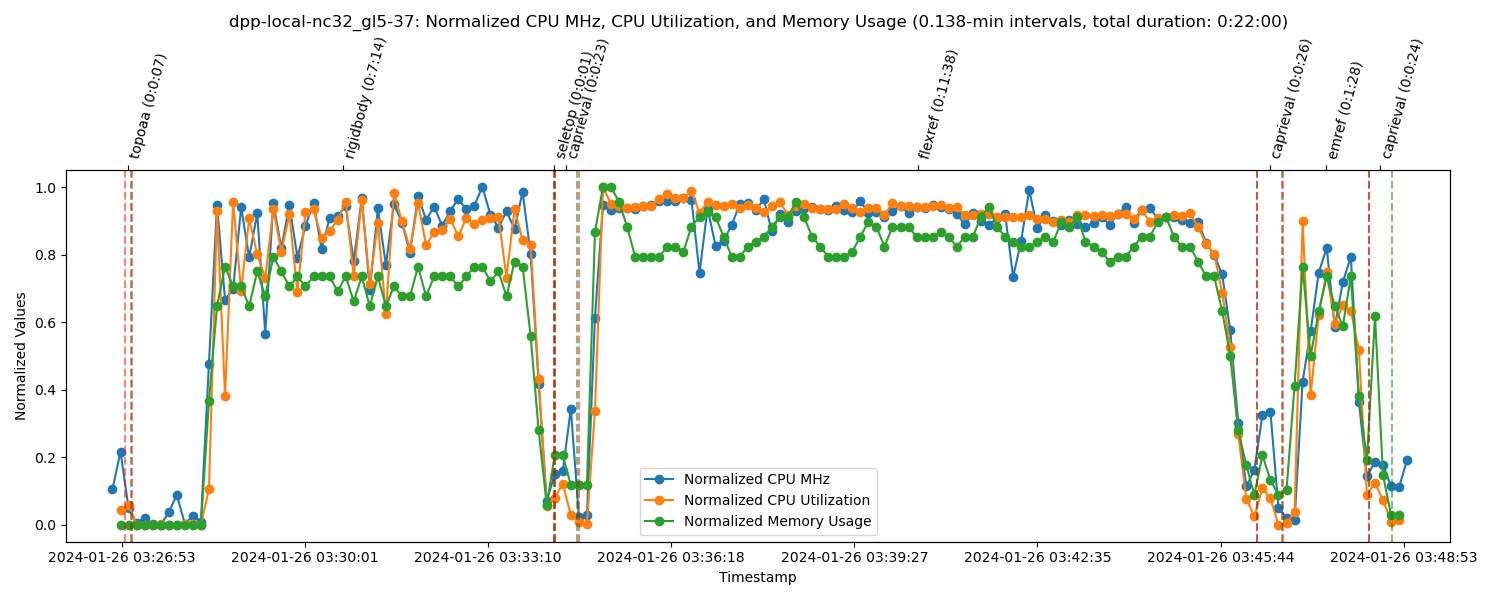 dpp-local-nc32_gl5-37: Normalized CPU MHz, CPU Utilization, and Memory Usage (0.138-min intervals, total duration: 0:22:00)
topoaa (0:0:07)
rigidbody (0:7:14)
seletop (0:0:01)
caprieval (0:0:23)
flexref (0:11:38)
caprieval (0:0:26)
emref (0:1:28)
caprieval (0:0:24)
Normalized Values
1.0
0.8
0.6
0.4
0.2
0.0
Normalized CPU MHz
Normalized CPU Utilization
Normalized Memory Usage
2024-01-26 03:26:53
2024-01-26 03:30:01
2024-01-26 03:33:10
2024-01-26 03:36:18
2024-01-26 03:39:27
2024-01-26 03:42:35
2024-01-26 03:45:44
2024-01-26 03:48:53
Timestamp